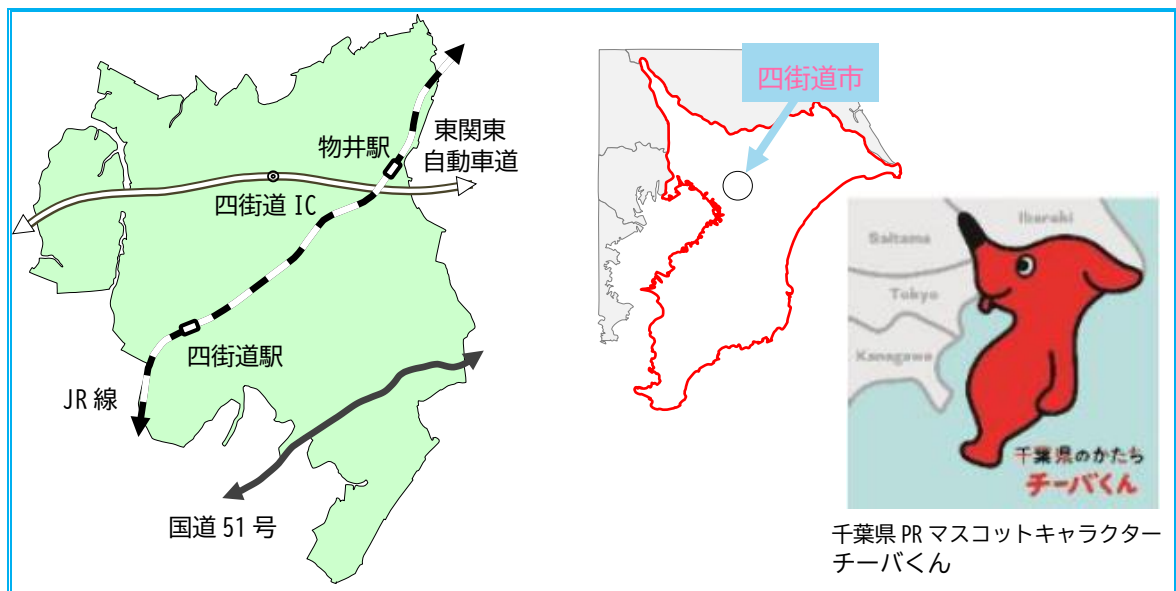 物井駅
東関東
自動車道
四街道 IC
四街道駅
JR 線
国道 51 号
四街道市
Ibaraki
Saitama
Tokyo
Kanagawa
千葉県のかたち
チーバくん
千葉県 PR マスコットキャラクター
チーバくん